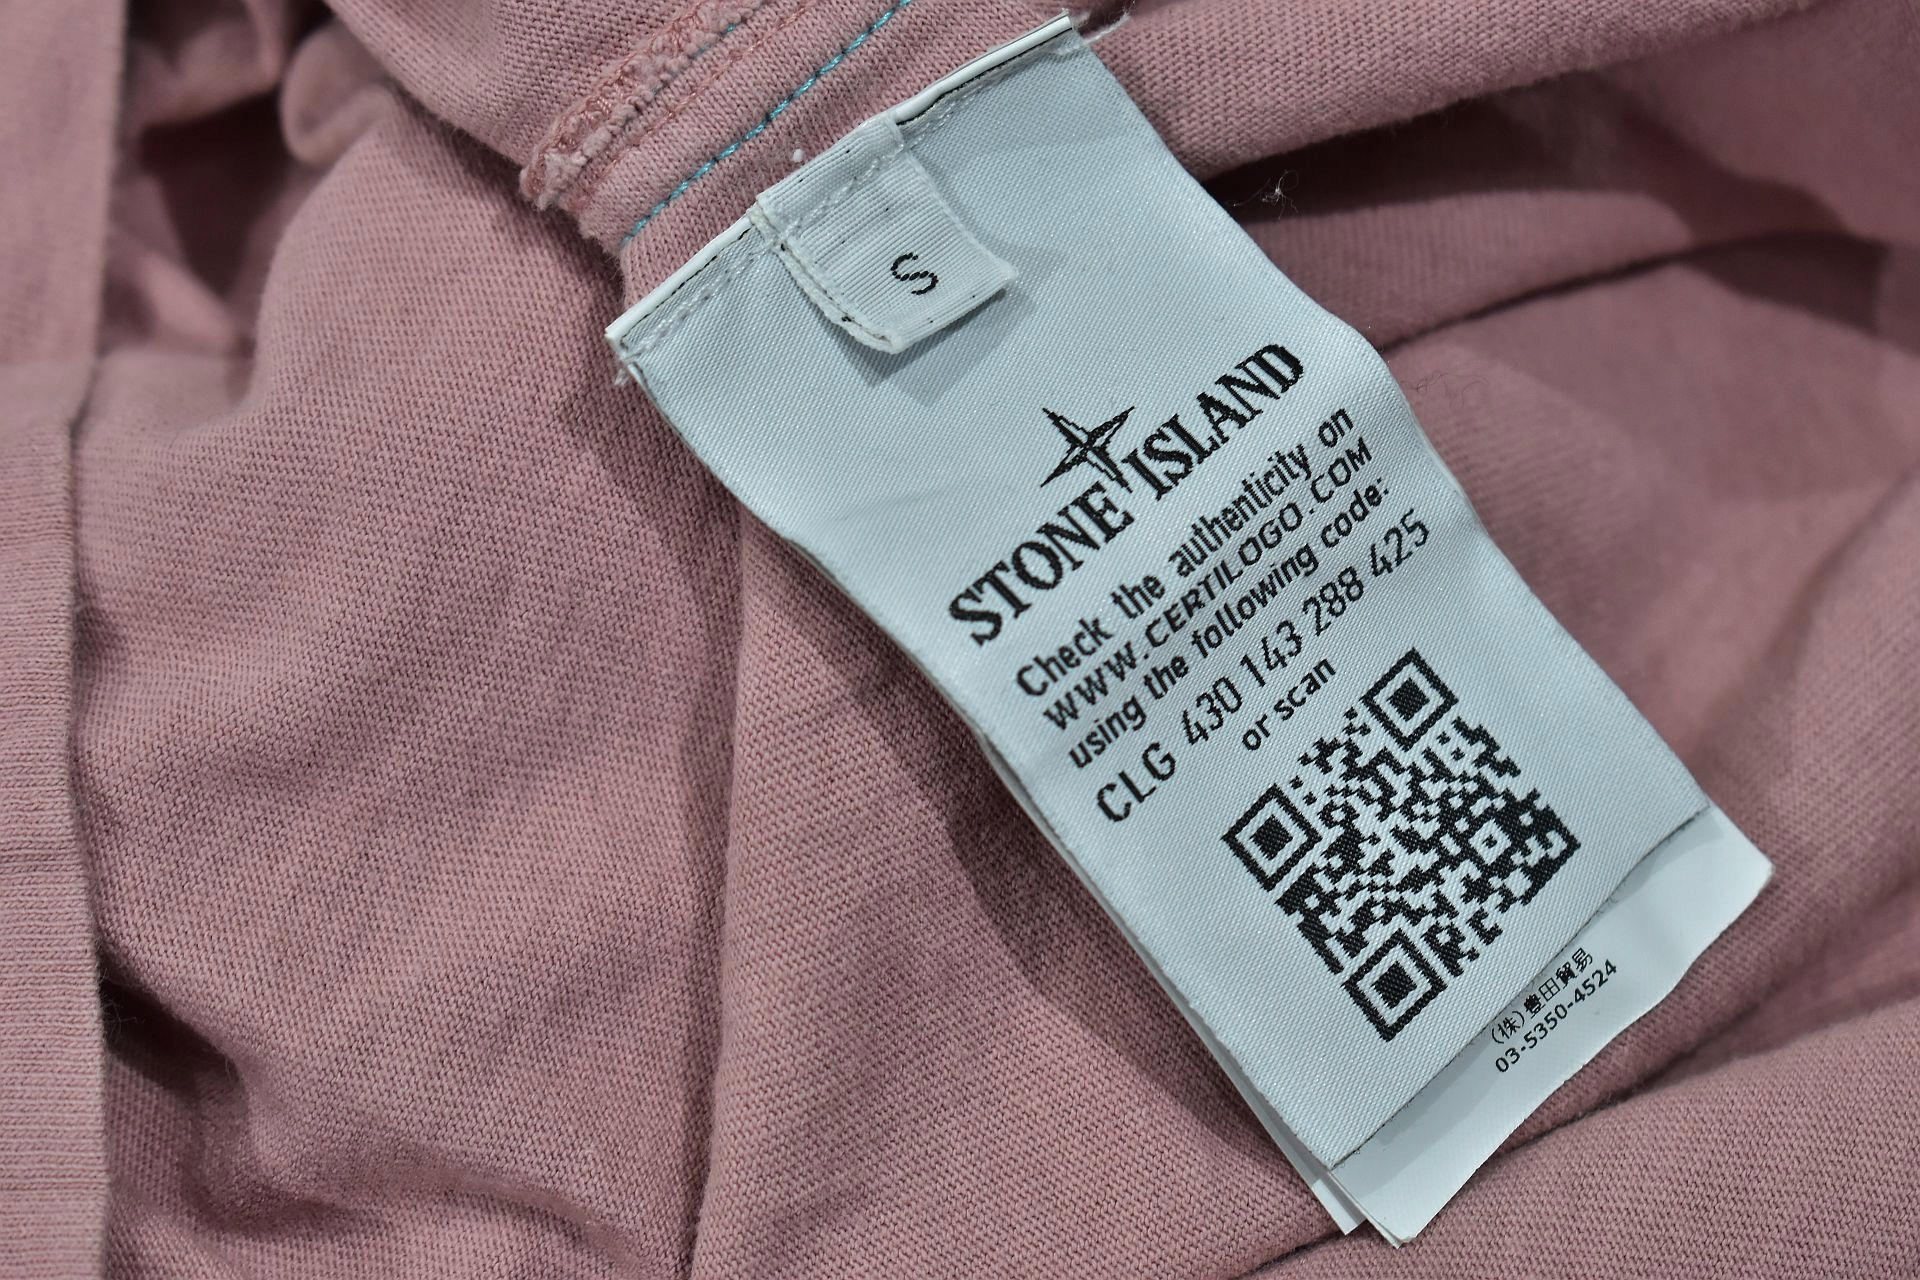 S
STONE ISLAND
Check the authenticity on
WWW.CERTILOGO.COM
using the following code:
CLG 430 143 288 425
or scan
(株)豊田貿易
03-5350-4524